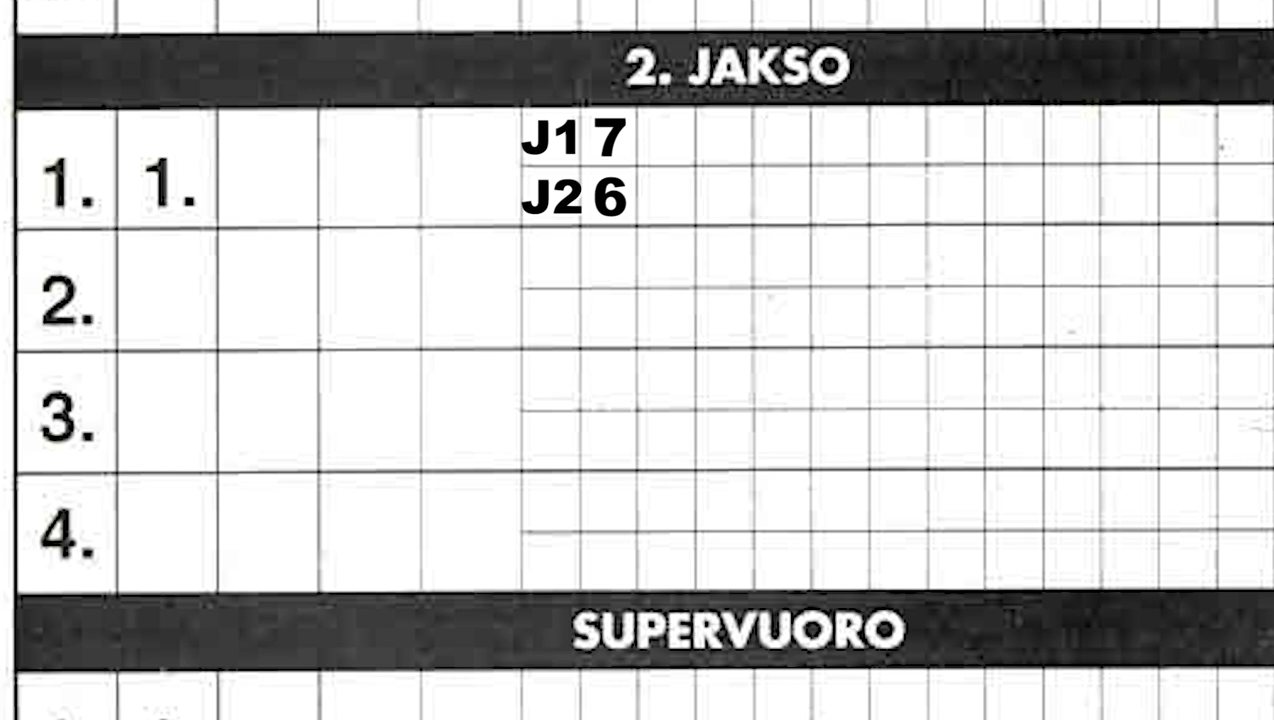 2. JAKSO
J1 7
1. 1.
J2 6
2.
3.
4.
SUPERVUORO